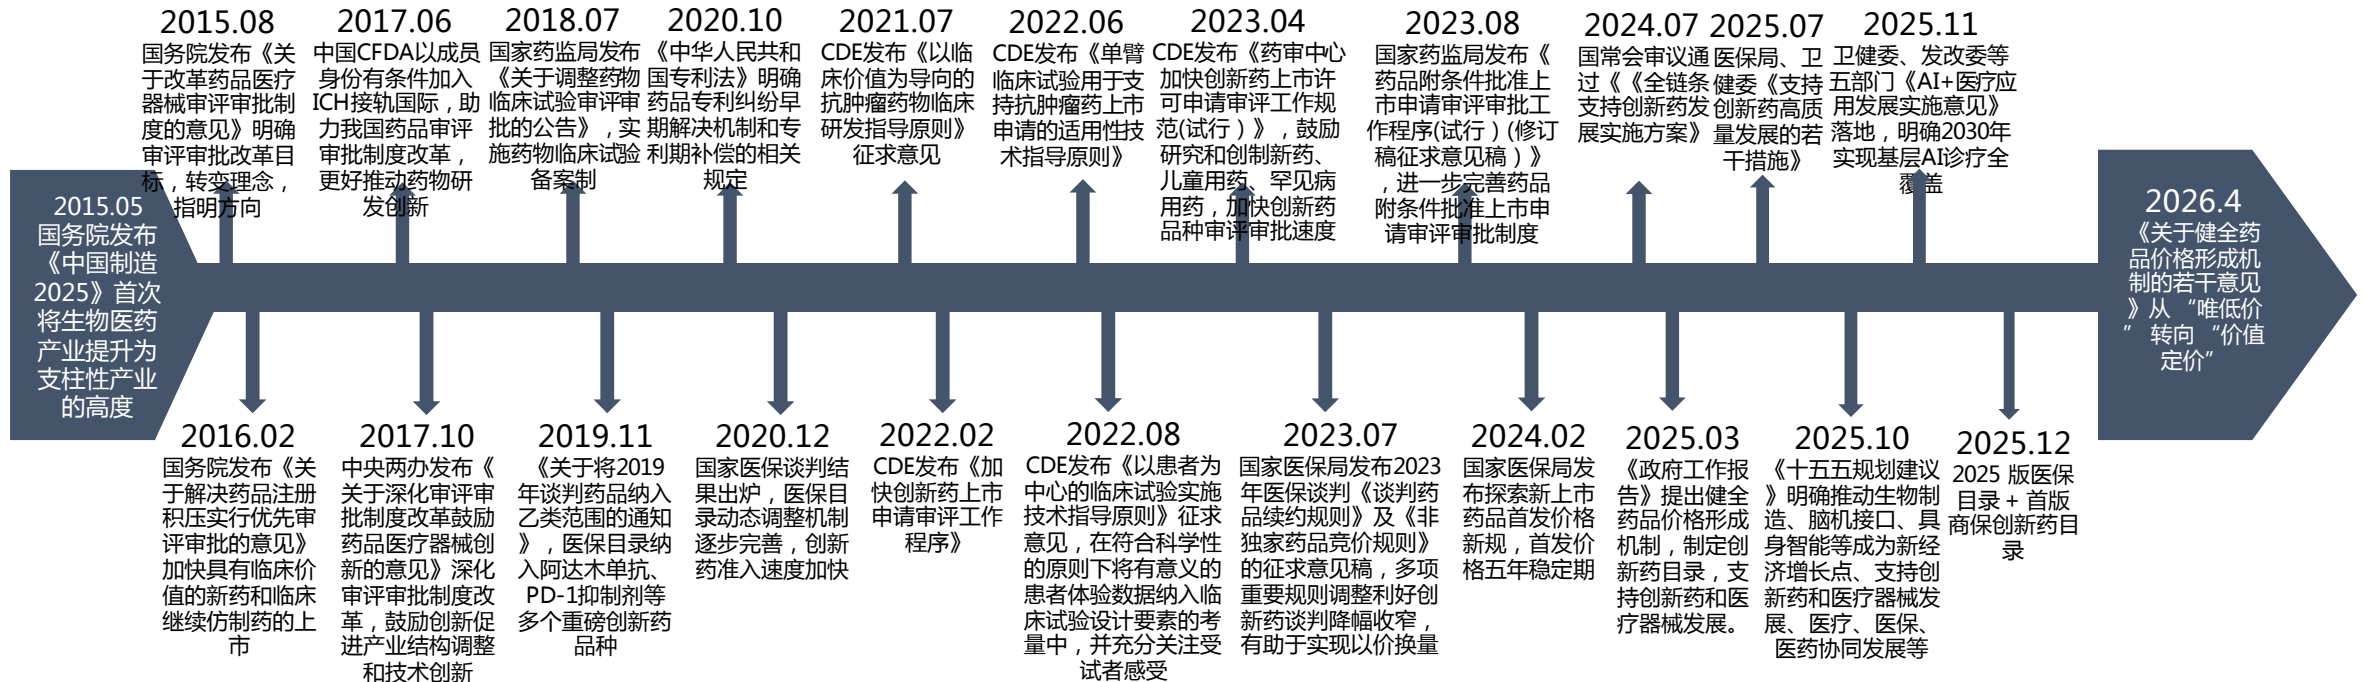 2015.05
国务院发布
《中国制造
2025》首次
将生物医药
产业提升为
支柱性产业
的高度
2015.08
国务院发布《关
于改革药品医疗
器械审评审批制
度的意见》明确
审评审批改革目
标，转变理念，
指明方向
2017.06
中国CFDA以成员
身份有条件加入
ICH接轨国际，助
力我国药品审评
审批制度改革，
更好推动药物研
发创新
2018.07
国家药监局发布
《关于调整药物
临床试验审评审
批的公告》，实
施药物临床试验
备案制
2020.10
《中华人民共和
国专利法》明确
药品专利纠纷早
期解决机制和专
利期补偿的相关
规定
2021.07
CDE发布《以临
床价值为导向的
抗肿瘤药物临床
研发指导原则》
征求意见
2022.06
CDE发布《单臂
临床试验用于支
持抗肿瘤药上市
申请的适用性技
术指导原则》
2023.04
CDE发布《药审中心
加快创新药上市许
可申请审评工作规
范(试行）》，鼓励
研究和创制新药、
儿童用药、罕见病
用药，加快创新药
品种审评审批速度
2023.08
国家药监局发布《
药品附条件批准上
市申请审评审批工
作程序(试行）(修订
稿征求意见稿）》
，进一步完善药品
附条件批准上市申
请审评审批制度
2024.07
国常会审议通
过《《全链条
支持创新药发
展实施方案》
2025.07
医保局、卫
健委《支持
创新药高质
量发展的若
干措施》
2025.11
卫健委、发改委等
五部门《AI+医疗应
用发展实施意见》
落地，明确2030年
实现基层AI诊疗全
覆盖
2026.4
《关于健全药
品价格形成机
制的若干意见
》从 “唯低价
” 转向 “价值
定价”
2016.02
国务院发布《关
于解决药品注册
积压实行优先审
评审批的意见》
加快具有临床价
值的新药和临床
继续仿制药的上
市
2017.10
中央两办发布《
关于深化审评审
批制度改革鼓励
药品医疗器械创
新的意见》深化
审评审批制度改
革，鼓励创新促
进产业结构调整
和技术创新
2019.11
《关于将2019
年谈判药品纳入
乙类范围的通知
》，医保目录纳
入阿达木单抗、
PD-1抑制剂等
多个重磅创新药
品种
2020.12
国家医保谈判结
果出炉，医保目
录动态调整机制
逐步完善，创新
药准入速度加快
2022.02
CDE发布《加
快创新药上市
申请审评工作
程序》
2022.08
CDE发布《以患者为
中心的临床试验实施
技术指导原则》征求
意见，在符合科学性
的原则下将有意义的
患者体验数据纳入临
床试验设计要素的考
量中，并充分关注受
试者感受
2023.07
国家医保局发布2023
年医保谈判《谈判药
品续约规则》及《非
独家药品竞价规则》
的征求意见稿，多项
重要规则调整利好创
新药谈判降幅收窄，
有助于实现以价换量
2024.02
国家医保局发
布探索新上市
药品首发价格
新规，首发价
格五年稳定期
2025.03
《政府工作报
告》提出健全
药品价格形成
机制，制定创
新药目录，支
持创新药和医
疗器械发展。
2025.10
《十五五规划建议
》明确推动生物制
造、脑机接口、具
身智能等成为新经
济增长点、支持创
新药和医疗器械发
展、医疗、医保、
医药协同发展等
2025.12
2025 版医保
目录 + 首版
商保创新药目
录